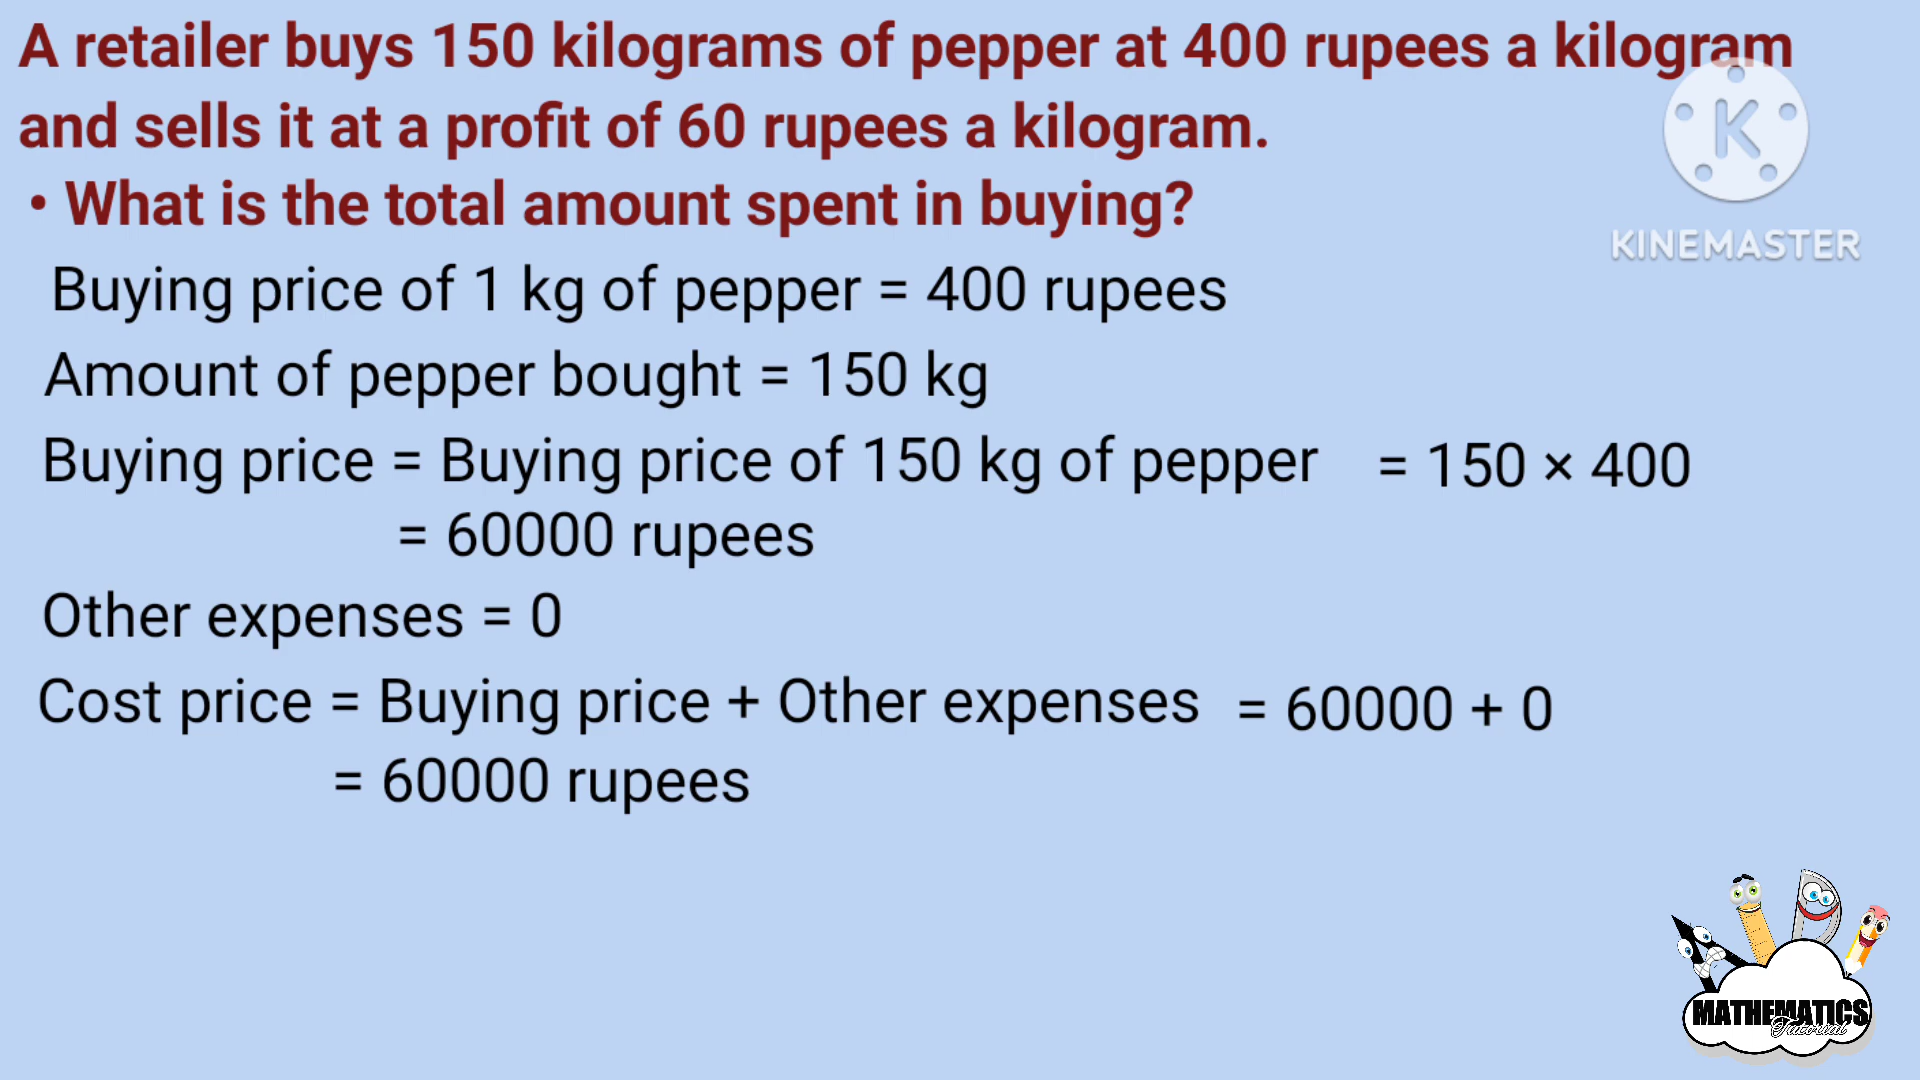 A retailer buys 150 kilograms of pepper at 400 rupees a kilogram
and sells it at a profit of 60 rupees a kilogram.
• What is the total amount spent in buying?
K
KINEMASTER
Buying price of 1 kg of pepper = 400 rupees
Amount of pepper bought = 150 kg
Buying price = Buying price of 150 kg of pepper = 150 × 400
= 60000 rupees
Other expenses = 0
Cost price = Buying price + Other expenses = 60000 + 0
= 60000 rupees
MATHEMATICS
Tutorial